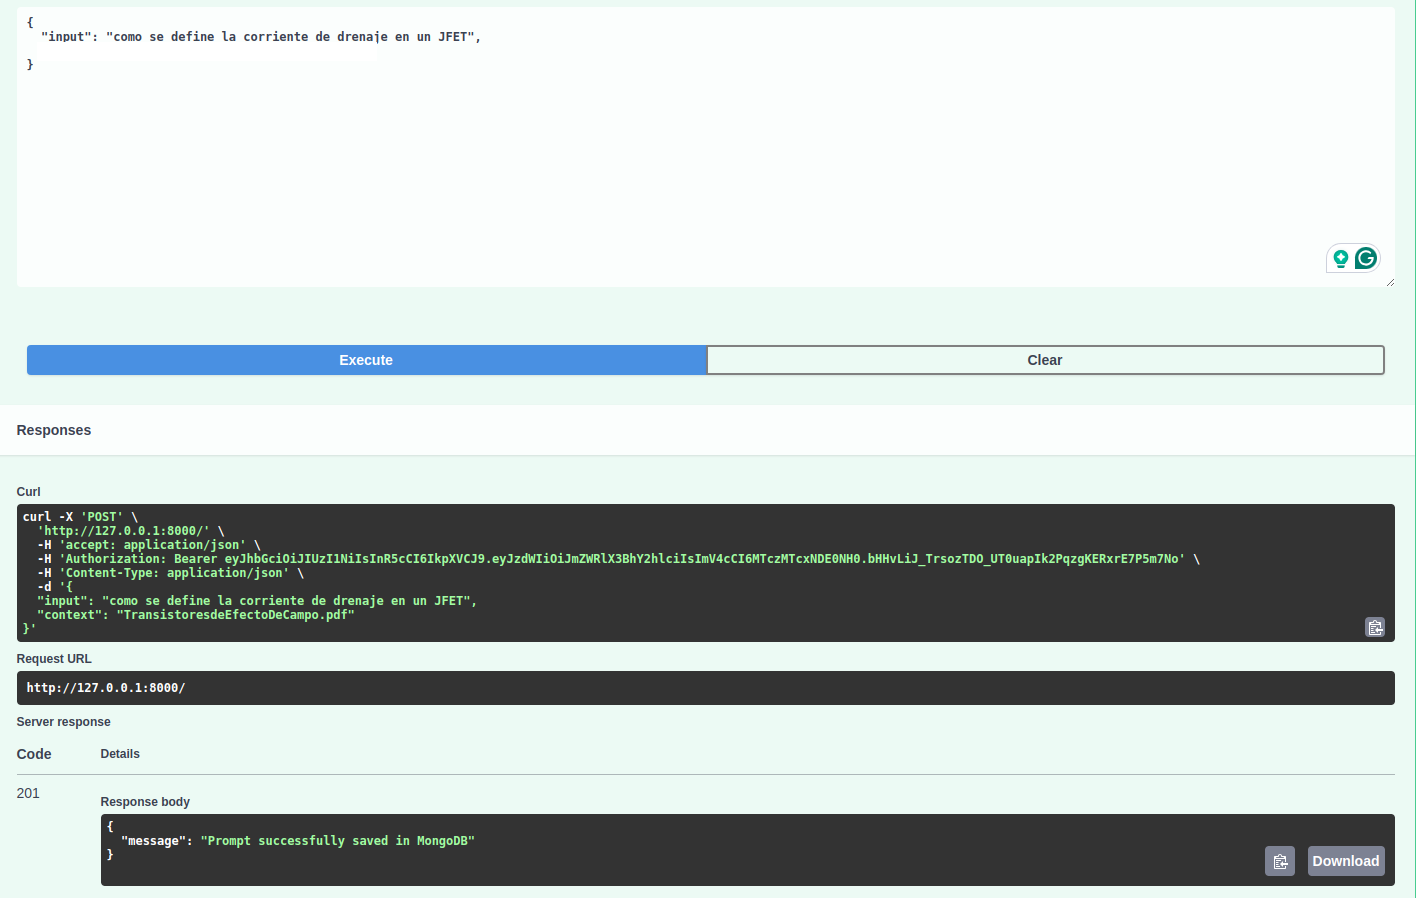 {
"input": "como se define la corriente de drenaje en un JFET",
}
Execute
Clear
Responses
Curl
curl -X 'POST' \
'http://127.0.0.1:8000/' \
-H 'accept: application/json' \
-H 'Authorization: Bearer eyJhbGciOiJIUzI1NiIsInR5cCI6IkpXVCJ9.eyJzdWIiOiJmZWRlX3BhY2hlciIsImV4cCI6MTczMTcxNDE0NH0.bHHvLiJ_TrsozTDO_UT0uapIk2PqzgKERxrE7P5m7No' \
-H 'Content-Type: application/json' \
-d '{
"input": "como se define la corriente de drenaje en un JFET",
"context": "TransistoresdeEfectoDeCampo.pdf"
}'
Request URL
http://127.0.0.1:8000/
Server response
Code
Details
201
Response body
{
"message": "Prompt successfully saved in MongoDB"
}
Download